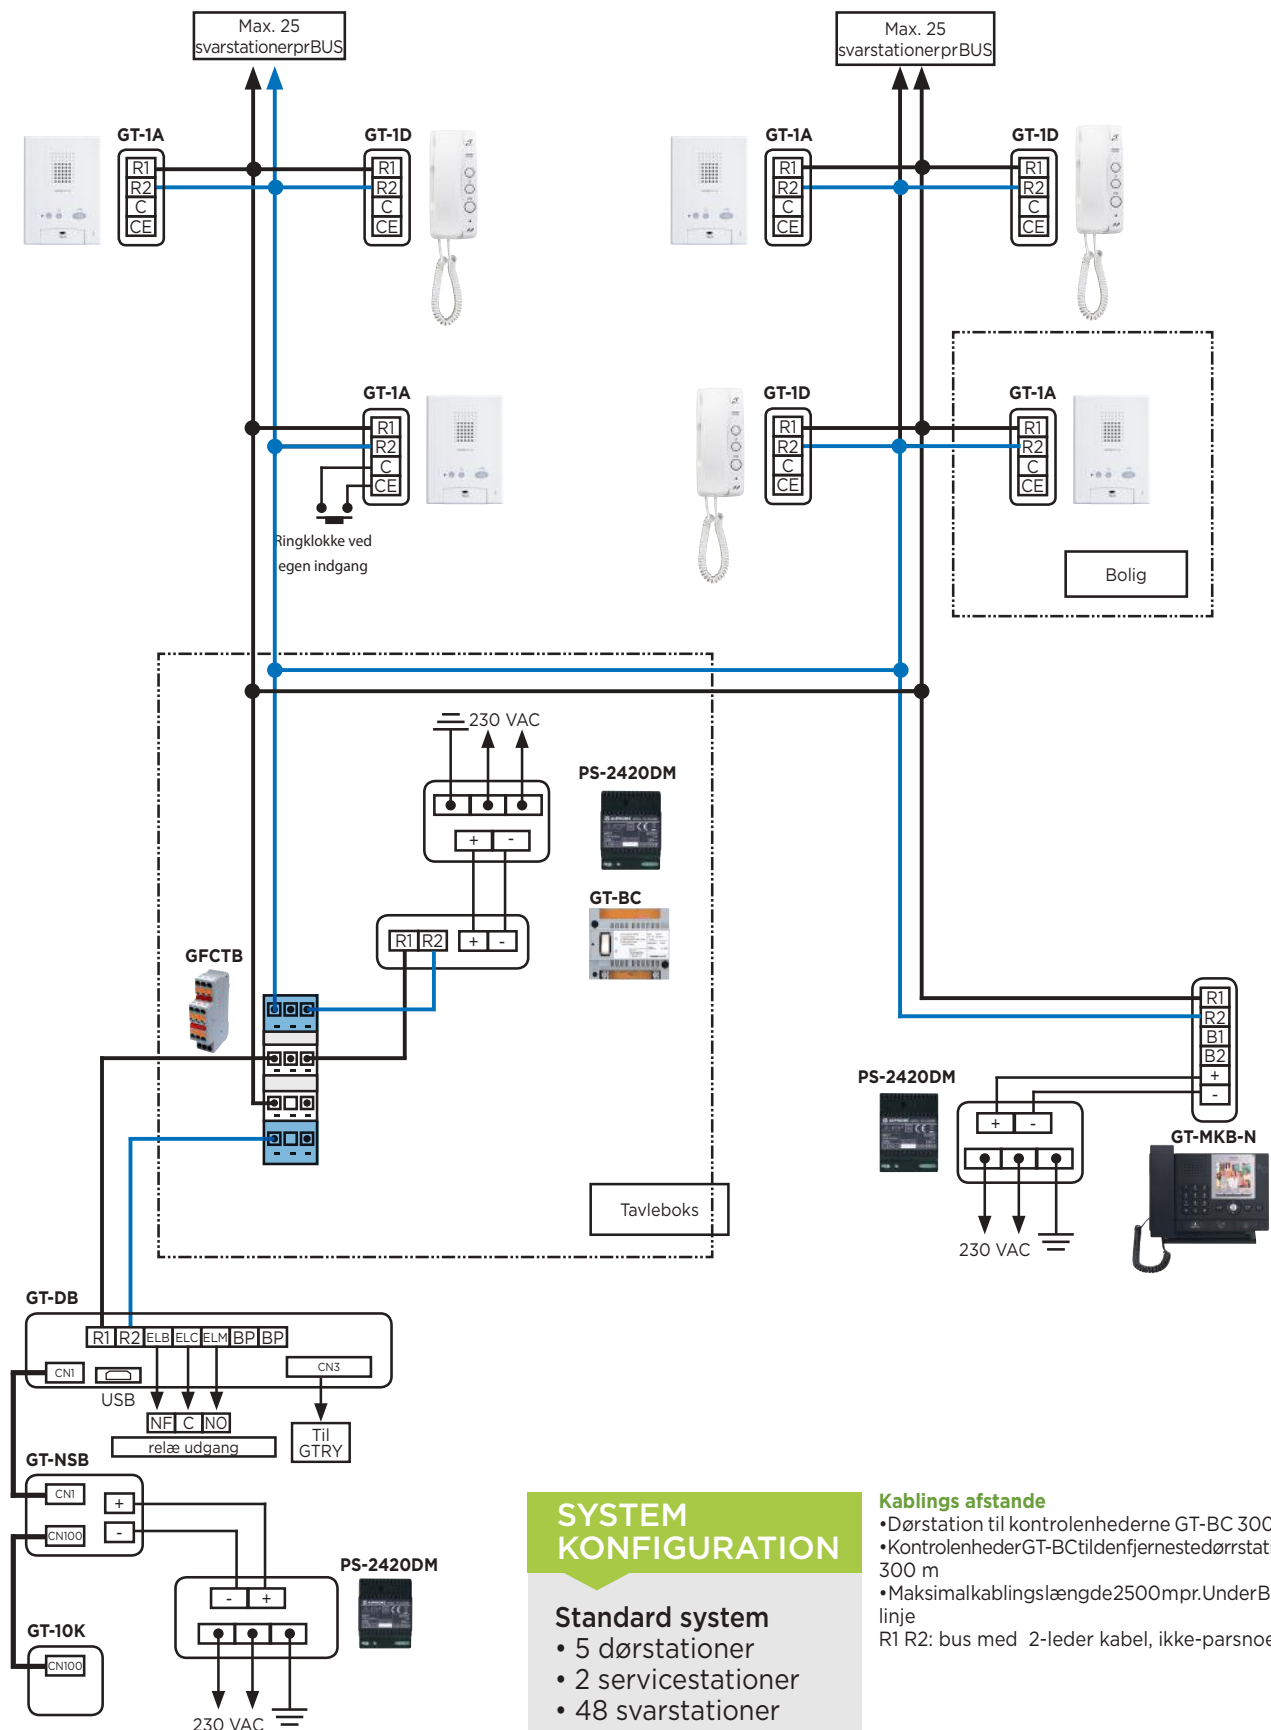 Max. 25
svarstationerprBUS
Max. 25
svarstationerprBUS
GT-1A
R1
R2
C
CE
GT-1D
R1
R2
C
CE
GT-1A
R1
R2
C
CE
GT-1D
R1
R2
C
CE
GT-1A
R1
R2
C
CE
Ringklokke ved
egen indgang
GT-1D
R1
R2
C
CE
GT-1A
R1
R2
C
CE
Bolig
230 VAC
+ -
PS-2420DM
GT-BC
R1 R2 + -
GFCTB
Tavleboks
R1
R2
B1
B2
+
-
GT-MKB-N
PS-2420DM
+ -
230 VAC
GT-DB
R1 R2 ELB ELC ELM BP BP
CN1
USB
CN3
NF C NO
relæ udgang
Til
GTRY
GT-NSB
CN1
+
-
CN100
PS-2420DM
- +
230 VAC
GT-10K
CN100
SYSTEM
KONFIGURATION
Standard system
• 5 dørstationer
• 2 servicestationer
• 48 svarstationer
Kablings afstande
•Dørstation til kontrolenhederne GT-BC 300
•KontrolenhederGT-BCtildenfjernestedørrstati
300 m
•Maksimalkablingslængde2500mpr.UnderB
linje
R1 R2: bus med 2-leder kabel, ikke-parsnoe